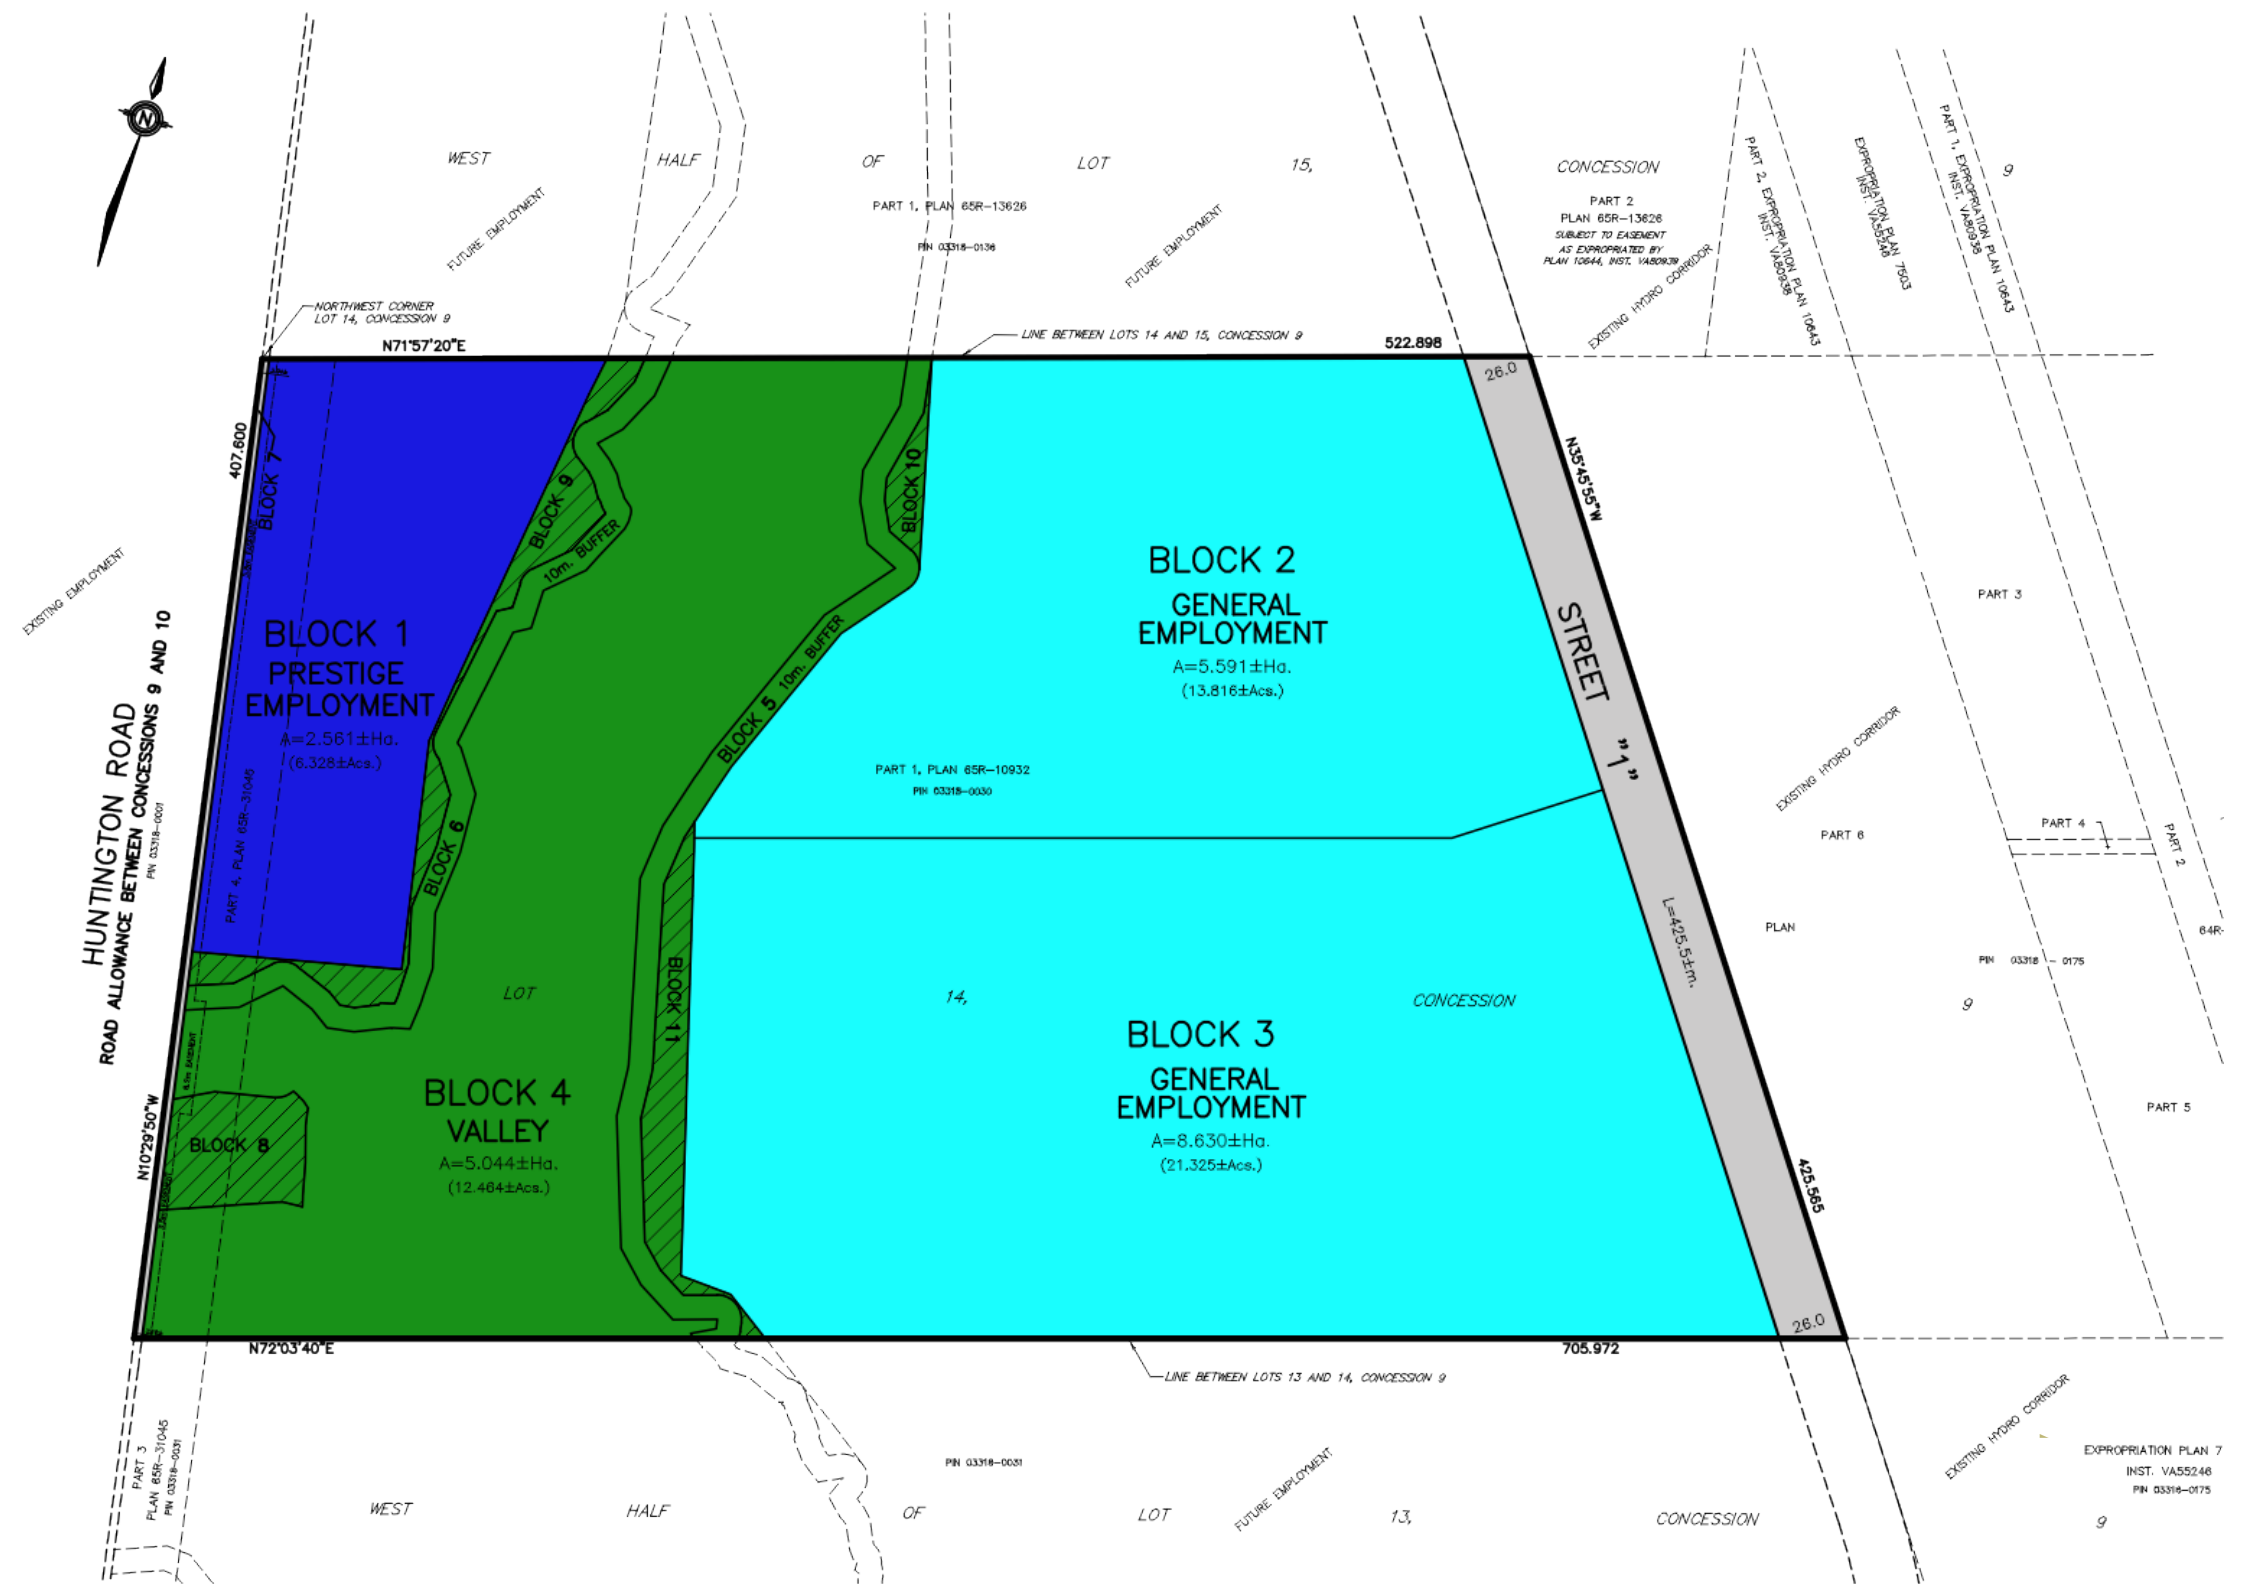 N
WEST HALF OF LOT 15, CONCESSION 9
FUTURE EMPLOYMENT
PART 1, PLAN 65R-13626
PIN 03318-0136
FUTURE EMPLOYMENT
PART 2
PLAN 65R-13626
SUBJECT TO EASEMENT
AS EXPROPRIATED BY
PLAN 10644, INST. VA80939
EXISTING HYDRO CORRIDOR
PART 2, EXPROPRIATION PLAN 10643
INST. VA80938
EXPROPRIATION PLAN 7503
INST. VA55246
PART 1, EXPROPRIATION PLAN 10643
INST. VA80938
NORTHWEST CORNER
LOT 14, CONCESSION 9
N71°57'20"E
LINE BETWEEN LOTS 14 AND 15, CONCESSION 9
522.898
26.0
407.600
BLOCK 7
BLOCK 9
10m. BUFFER
BLOCK 10
N35°45'55"W
EXISTING EMPLOYMENT
HUNTINGTON ROAD
ROAD ALLOWANCE BETWEEN CONCESSIONS 9 AND 10
PIN 03318-0001
BLOCK 1
PRESTIGE
EMPLOYMENT
A=2.561±Ha.
(6.328±Acs.)
PART 4, PLAN 65R-31046
BLOCK 6
BLOCK 5 10m. BUFFER
BLOCK 2
GENERAL
EMPLOYMENT
A=5.591±Ha.
(13.816±Acs.)
PART 1, PLAN 65R-10932
PIN 03318-0030
STREET "1"
L=425.5±m.
PART 3
EXISTING HYDRO CORRIDOR
PART 6
PART 4
PART 2
PLAN
64R-
PIN 03318 - 0175
9
PART 5
LOT 14, CONCESSION
BLOCK 11
BLOCK 3
GENERAL
EMPLOYMENT
A=8.630±Ha.
(21.325±Acs.)
BLOCK 4
VALLEY
A=5.044±Ha.
(12.464±Acs.)
BLOCK 8
N10°29'50"W
425.565
26.0
N72°03'40"E
705.972
LINE BETWEEN LOTS 13 AND 14, CONCESSION 9
PART 3
PLAN 65R-31045
PIN 03318-0031
PIN 03318-0031
FUTURE EMPLOYMENT
EXISTING HYDRO CORRIDOR
EXPROPRIATION PLAN 7
INST. VA55246
PIN 03316-0175
WEST HALF OF LOT 13, CONCESSION 9